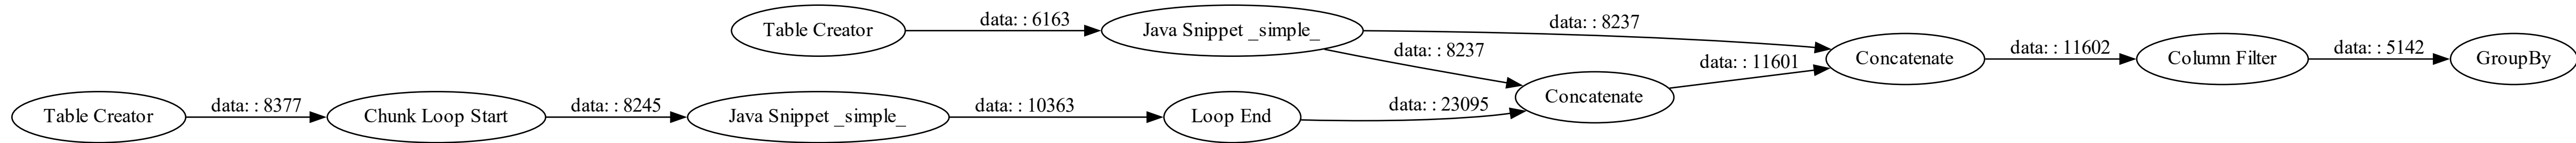 Table Creator
data: : 6163
Java Snippet _simple_
data: : 8237
data: : 8237
data: : 11601
Concatenate
data: : 11602
Column Filter
data: : 5142
GroupBy
Table Creator
data: : 8377
Chunk Loop Start
data: : 8245
Java Snippet _simple_
data: : 10363
Loop End
data: : 23095
Concatenate